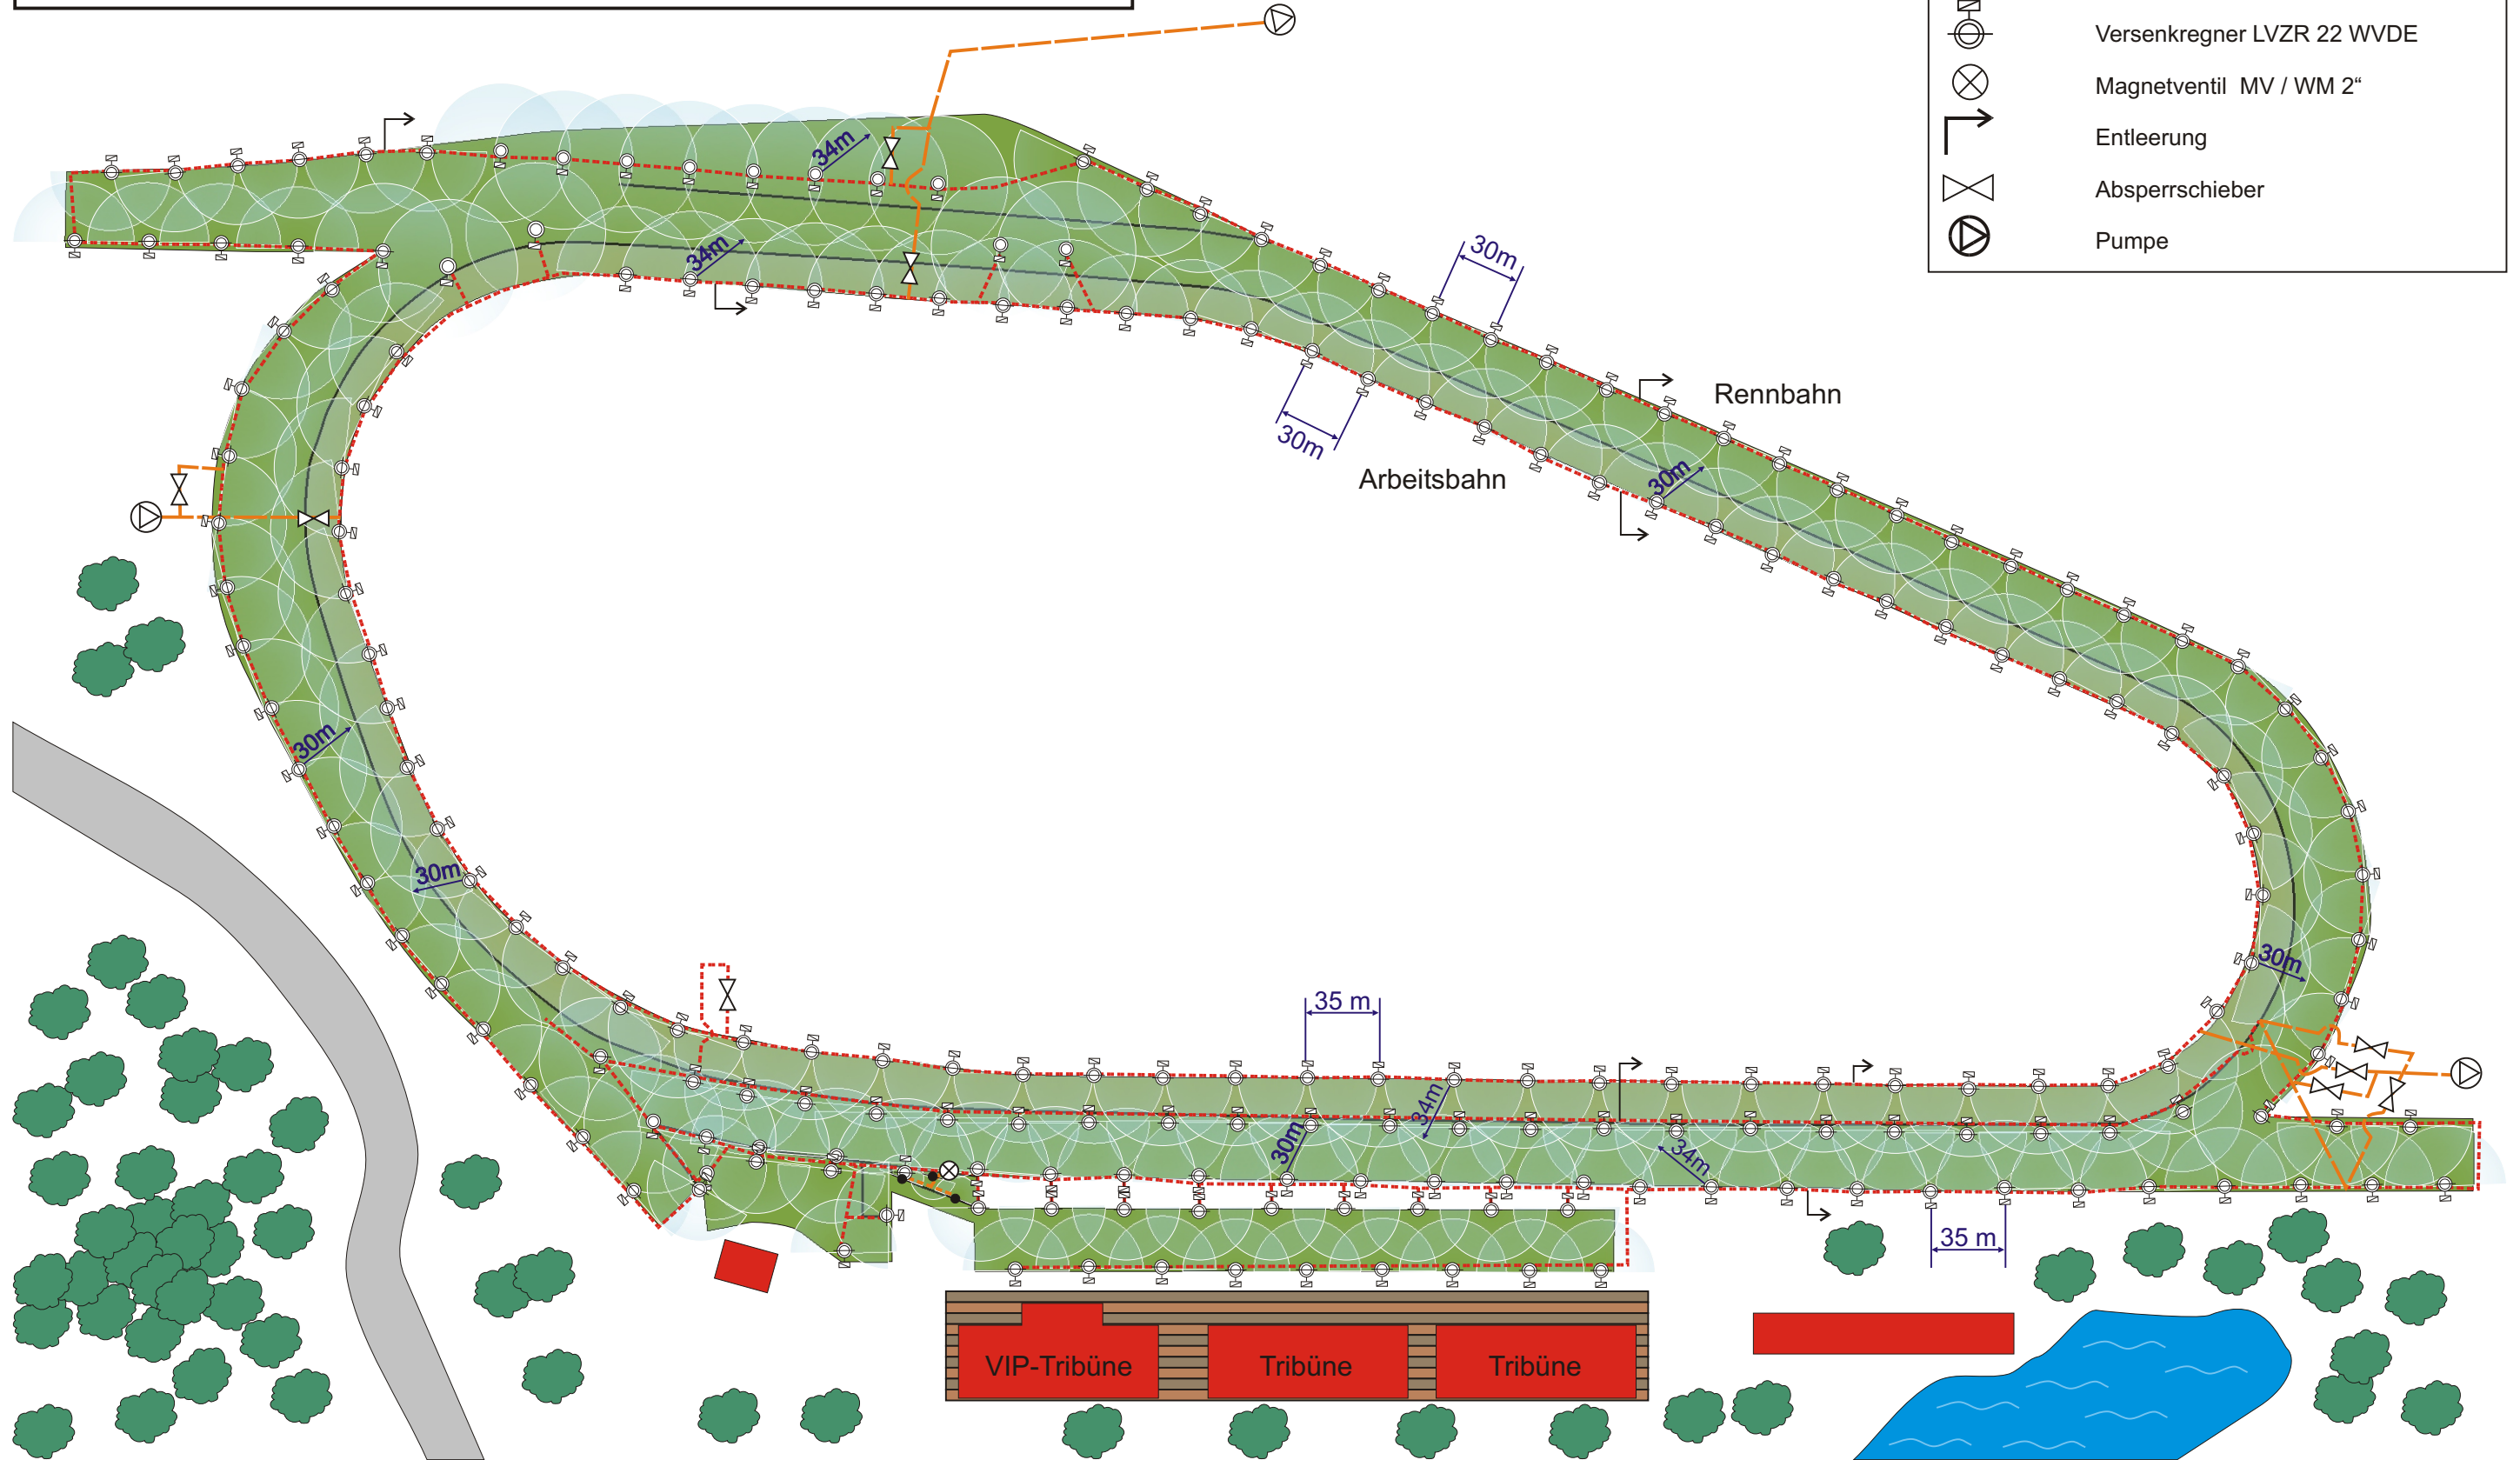 Versenkregner LVZR 22 WVDE
Magnetventil MV / WM 2“
Entleerung
Absperrschieber
Pumpe
34m
34m
30m
30m
Rennbahn
Arbeitsbahn
30m
30m
30m
30m
35 m
34m
30m
34m
35 m
VIP-Tribüne
Tribüne
Tribüne